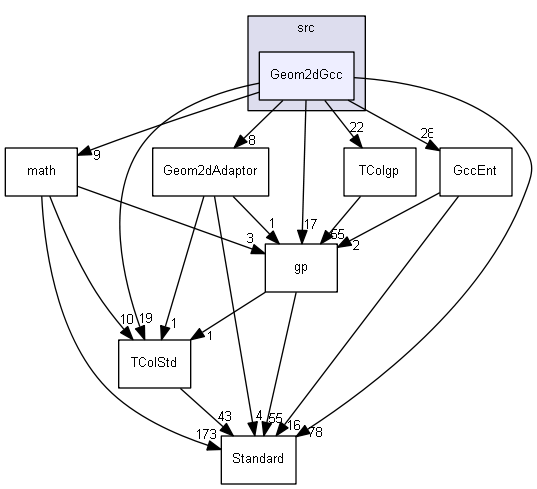 src
Geom2dGcc
22
28
8
9
math
Geom2dAdaptor
TColgp
GccEnt
1
17
55
3
2
gp
10
19
1
1
TColStd
43
4
55
16
78
173
Standard